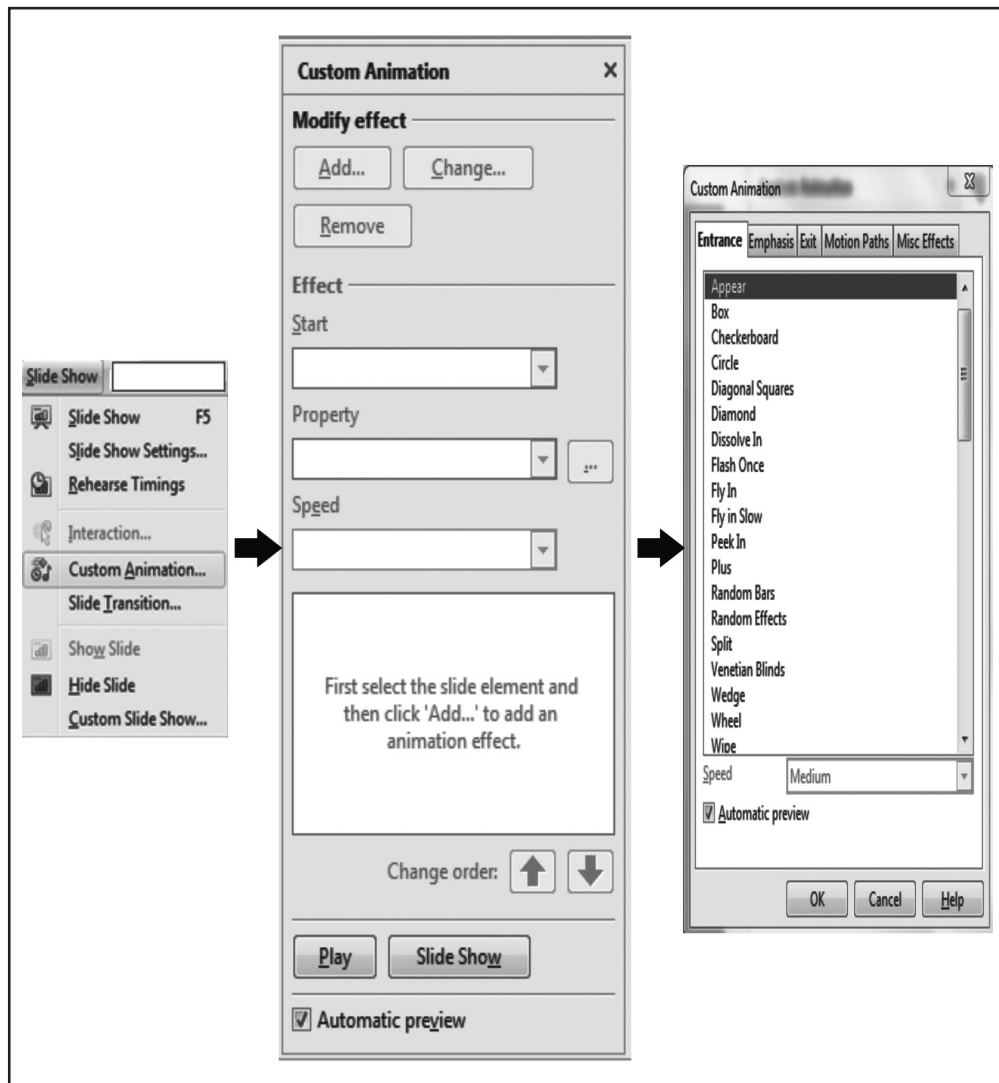 Slide Show
Slide Show F5
Slide Show Settings...
Rehearse Timings
Interaction...
Custom Animation...
Slide Transition...
Show Slide
Hide Slide
Custom Slide Show...
Custom Animation
Modify effect
Add... Change...
Remove
Effect
Start
Property
...
Speed
First select the slide element and
then click 'Add...' to add an
animation effect.
Change order:
Play Slide Show
Automatic preview
Custom Animation
Entrance Emphasis Exit Motion Paths Misc Effects
Appear
Box
Checkerboard
Circle
Diagonal Squares
Diamond
Dissolve In
Flash Once
Fly In
Fly in Slow
Peek In
Plus
Random Bars
Random Effects
Split
Venetian Blinds
Wedge
Wheel
Wipe
Speed Medium
Automatic preview
OK Cancel Help